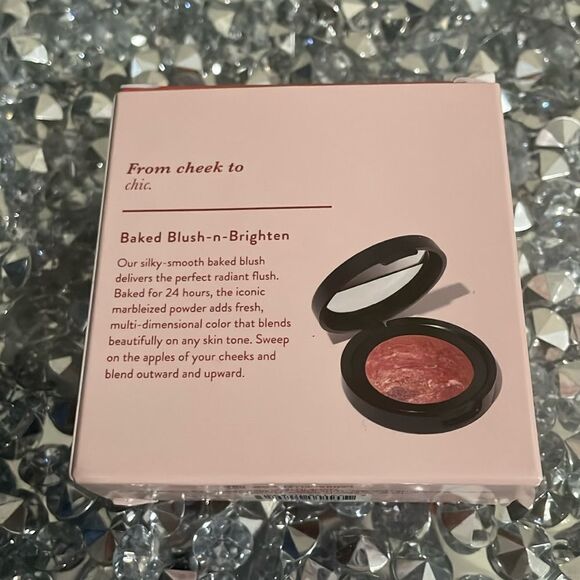 From cheek to
chic.
Baked Blush-n-Brighten
Our silky-smooth baked blush
delivers the perfect radiant flush.
Baked for 24 hours, the iconic
marbleized powder adds fresh,
multi-dimensional color that blends
beautifully on any skin tone. Sweep
on the apples of your cheeks and
blend outward and upward.